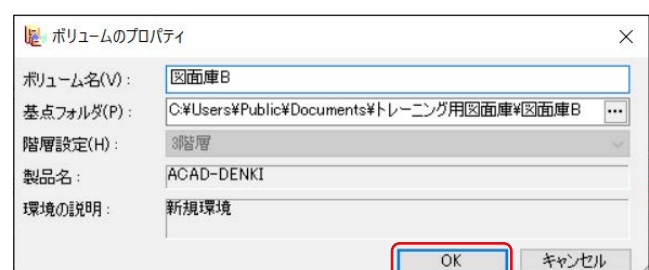 ボリュームのプロパティ
ボリューム名(V) : 図面庫B
基点フォルダ(P) : C:¥Users¥Public¥Documents¥トレーニング用図面庫¥図面庫B ...
階層設定(H) : 3階層
製品名 : ACAD-DENKI
環境の説明 : 新規環境
OK キャンセル